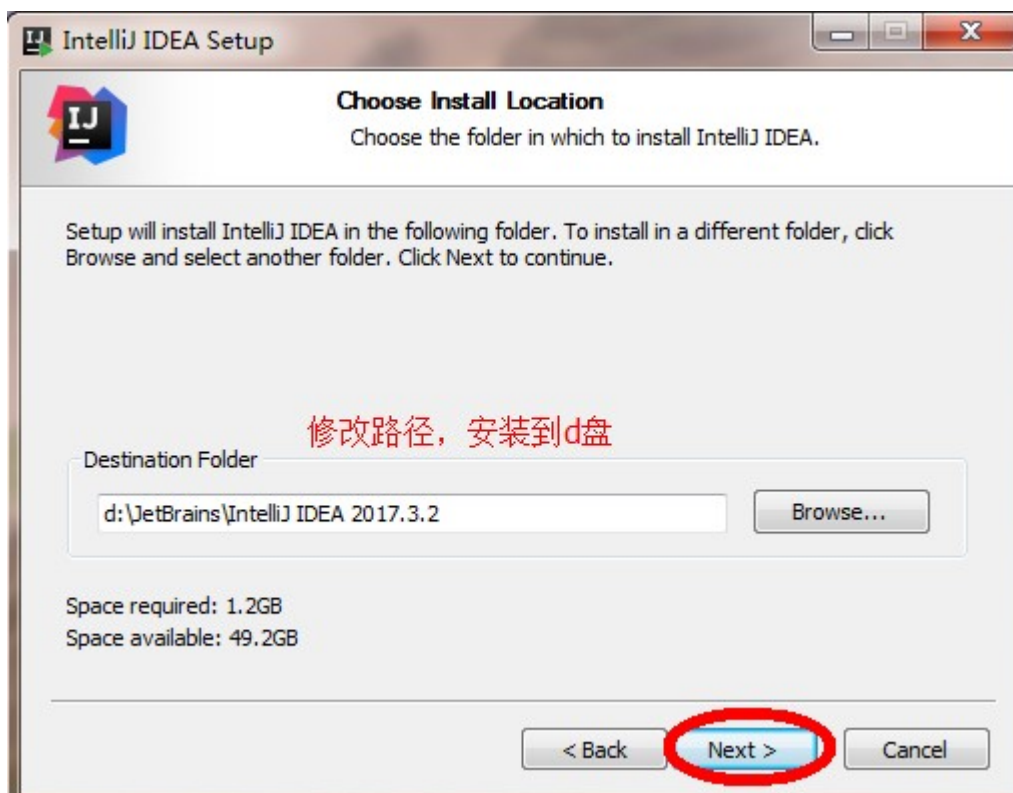 IntelliJ IDEA Setup
IJ
Choose Install Location
Choose the folder in which to install IntelliJ IDEA.
Setup will install IntelliJ IDEA in the following folder. To install in a different folder, click
Browse and select another folder. Click Next to continue.
修改路径，安装到d盘
Destination Folder
d:\JetBrains\IntelliJ IDEA 2017.3.2
Browse...
Space required: 1.2GB
Space available: 49.2GB
< Back Next > Cancel